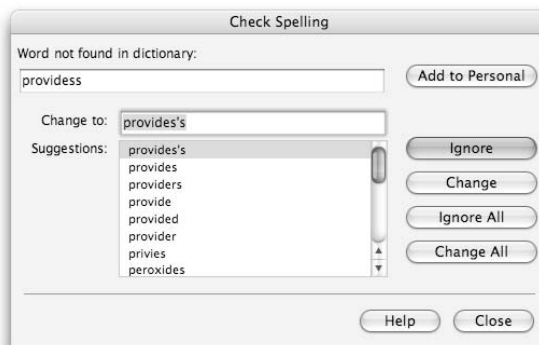 Check Spelling
Word not found in dictionary:
providess
Add to Personal
Change to:
provides's
Suggestions:
provides's
provides
providers
provide
provided
provider
privies
peroxides
Ignore
Change
Ignore All
Change All
Help
Close